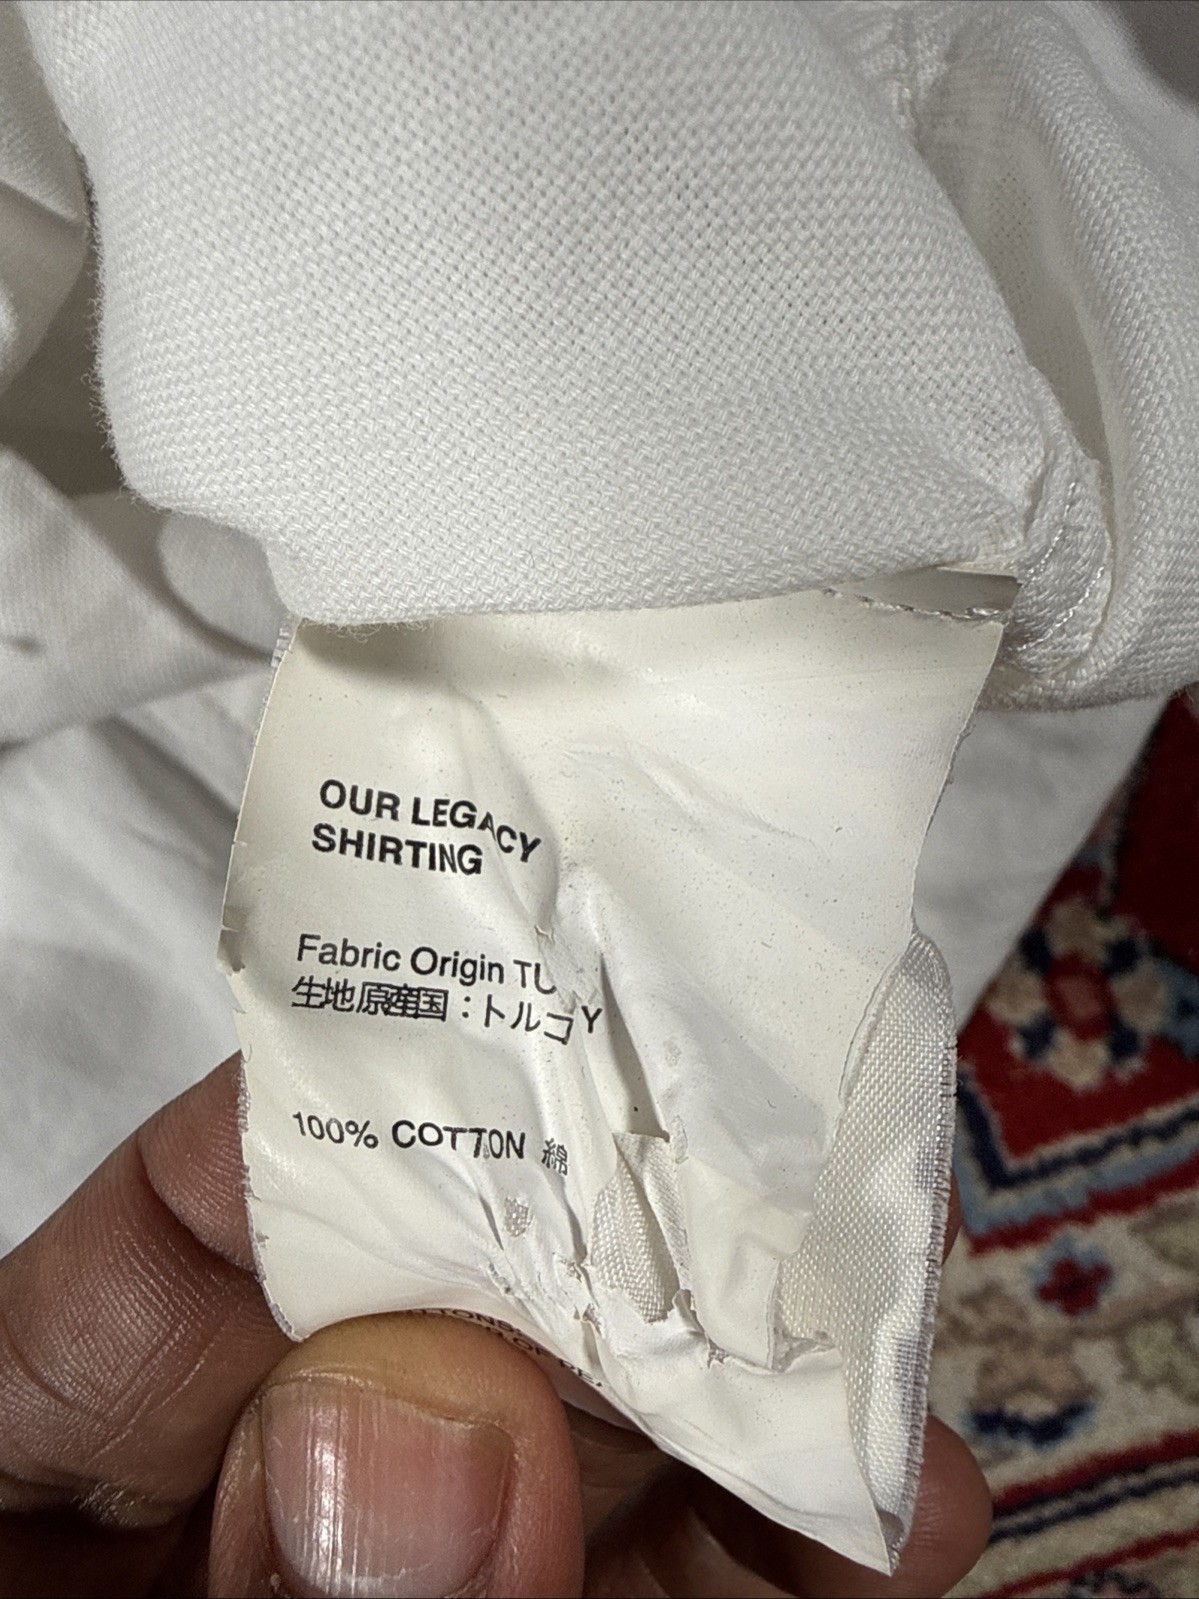 OUR LEGACY
SHIRTING
Fabric Origin TU Y
生地原産国：トルコ
100% COTTON 綿